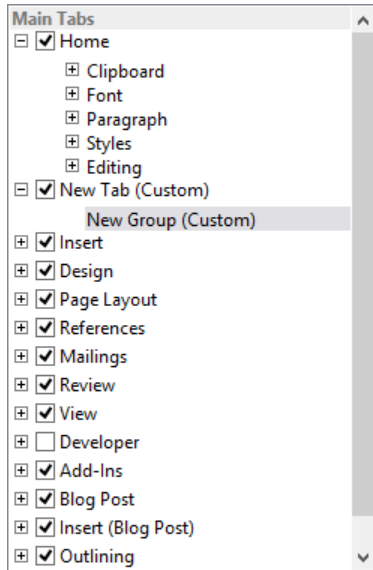 Main Tabs
Home
Clipboard
Font
Paragraph
Styles
Editing
New Tab (Custom)
New Group (Custom)
Insert
Design
Page Layout
References
Mailings
Review
View
Developer
Add-Ins
Blog Post
Insert (Blog Post)
Outlining